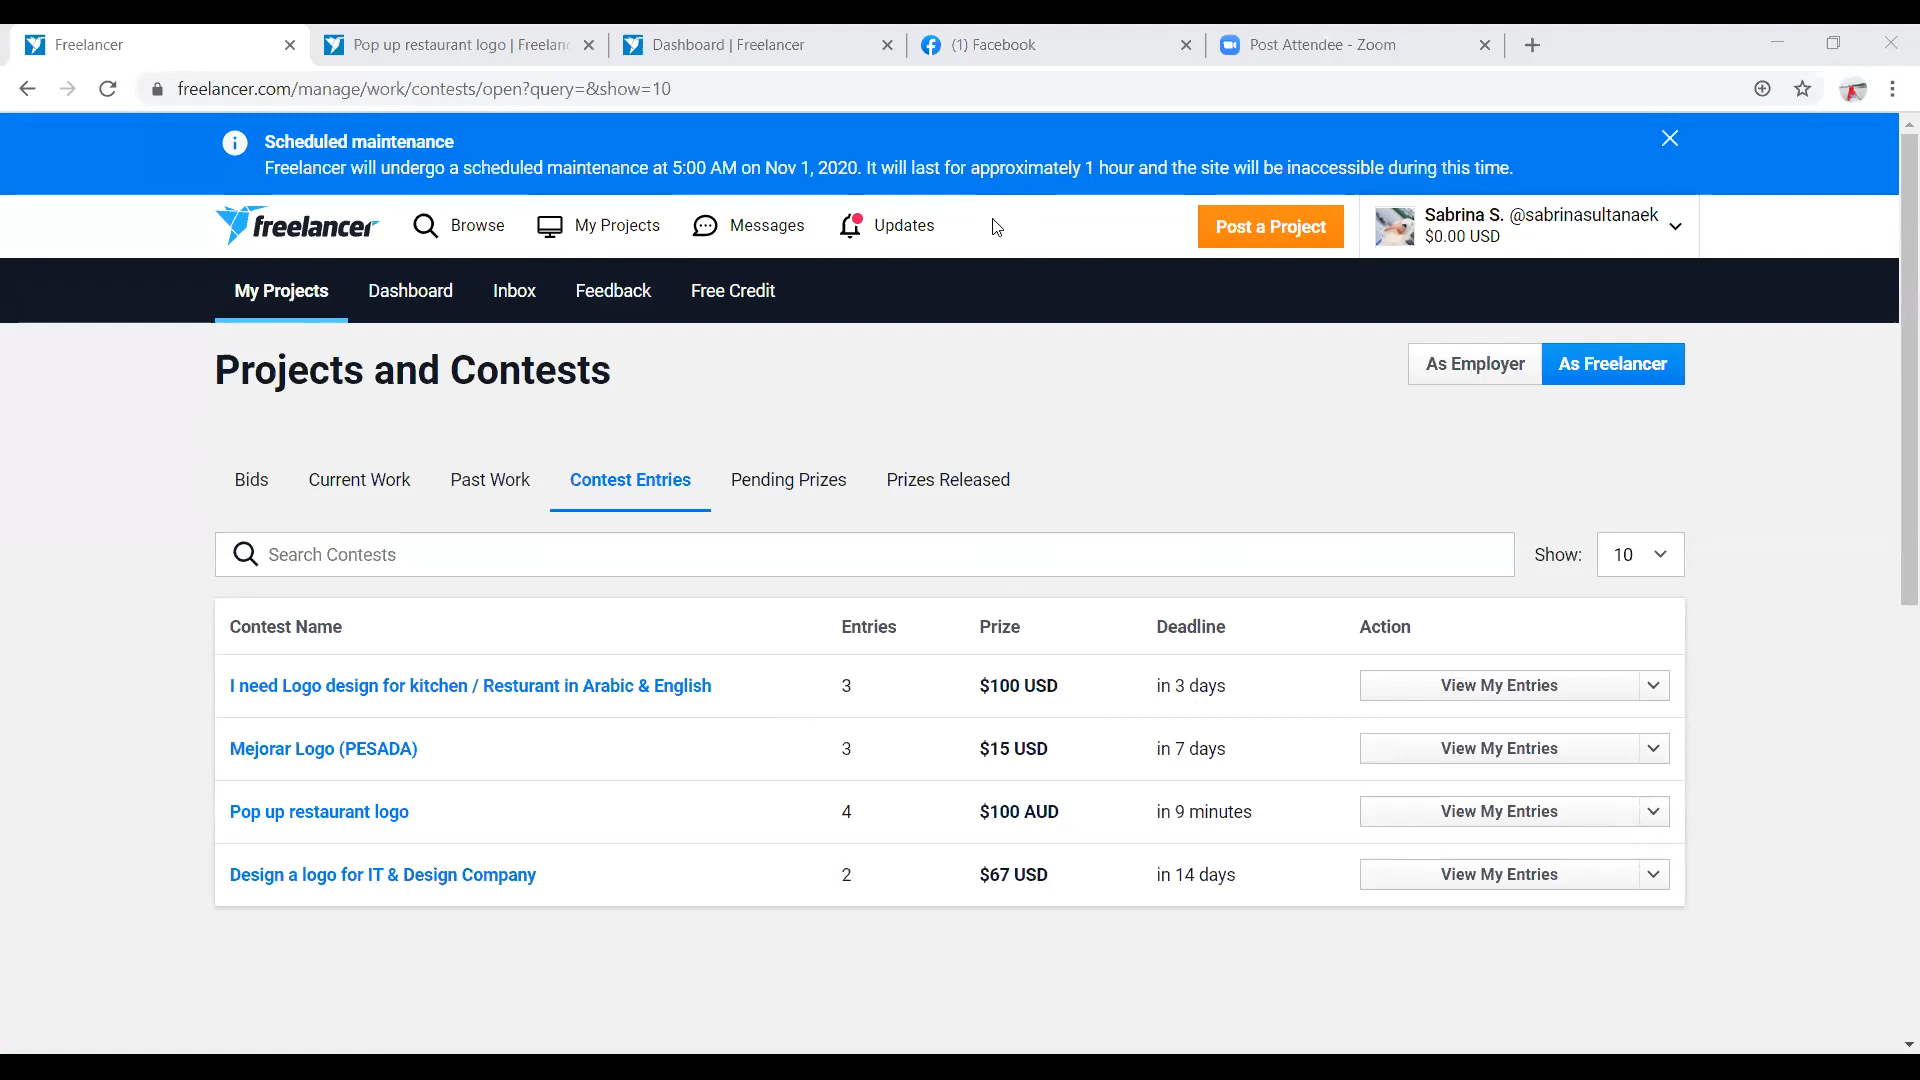 Freelancer
Pop up restaurant logo | Freelanc
Dashboard | Freelancer
(1) Facebook
Post Attendee - Zoom
freelancer.com/manage/work/contests/open?query=&show=10
Scheduled maintenance
Freelancer will undergo a scheduled maintenance at 5:00 AM on Nov 1, 2020. It will last for approximately 1 hour and the site will be inaccessible during this time.
freelancer
Browse
My Projects
Messages
Updates
Post a Project
Sabrina S. @sabrinasultanaek
$0.00 USD
My Projects
Dashboard
Inbox
Feedback
Free Credit
Projects and Contests
As Employer
As Freelancer
Bids
Current Work
Past Work
Contest Entries
Pending Prizes
Prizes Released
Search Contests
Show:
10
Contest Name Entries Prize Deadline Action
I need Logo design for kitchen / Resturant in Arabic & English 3 $100 USD in 3 days View My Entries
Mejorar Logo (PESADA) 3 $15 USD in 7 days View My Entries
Pop up restaurant logo 4 $100 AUD in 9 minutes View My Entries
Design a logo for IT & Design Company 2 $67 USD in 14 days View My Entries